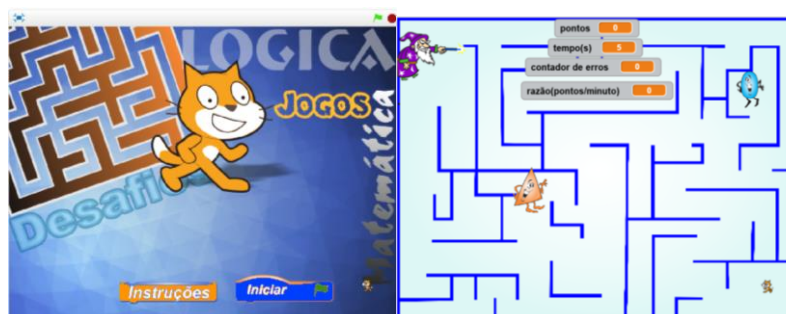 LOGICA
JOGOS
Matemática
Desafio
Instruções
Iniciar
pontos 0
tempo(s) 5
contador de erros 0
razão(pontos/minuto) 0